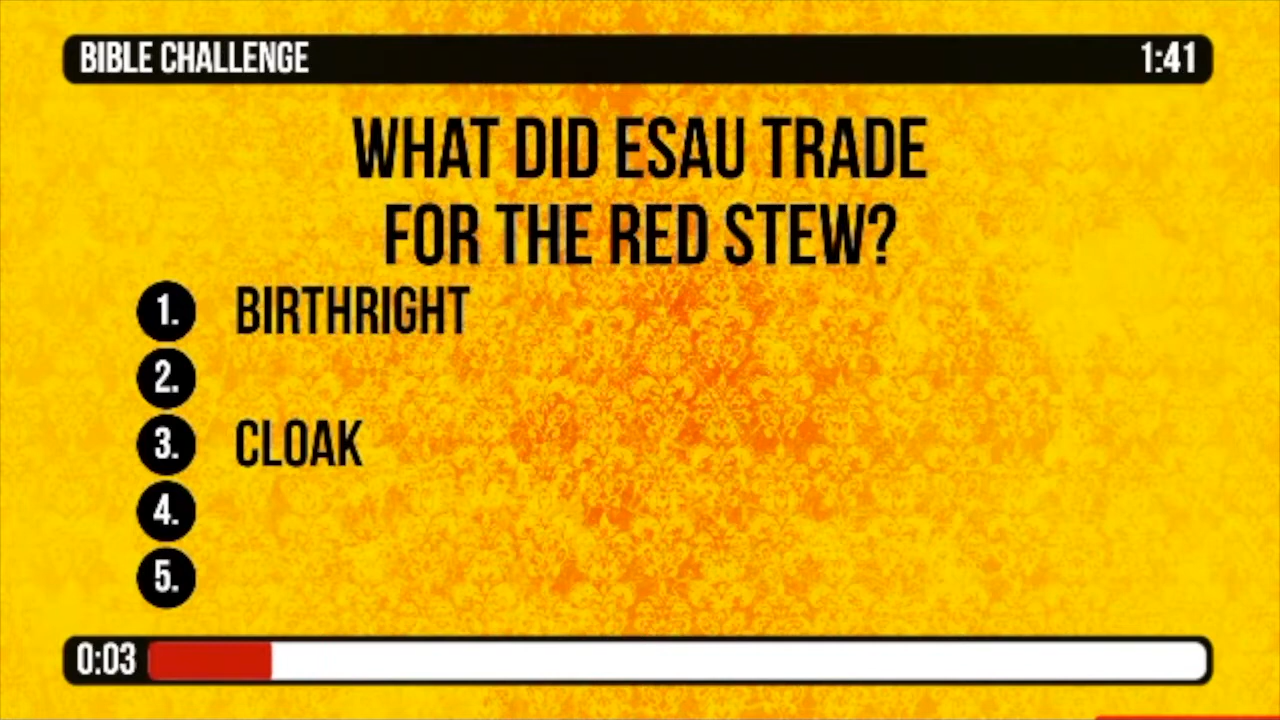 BIBLE CHALLENGE 1:41
WHAT DID ESAU TRADE
FOR THE RED STEW?
1. BIRTHRIGHT
2.
3. CLOAK
4.
5.
0:03